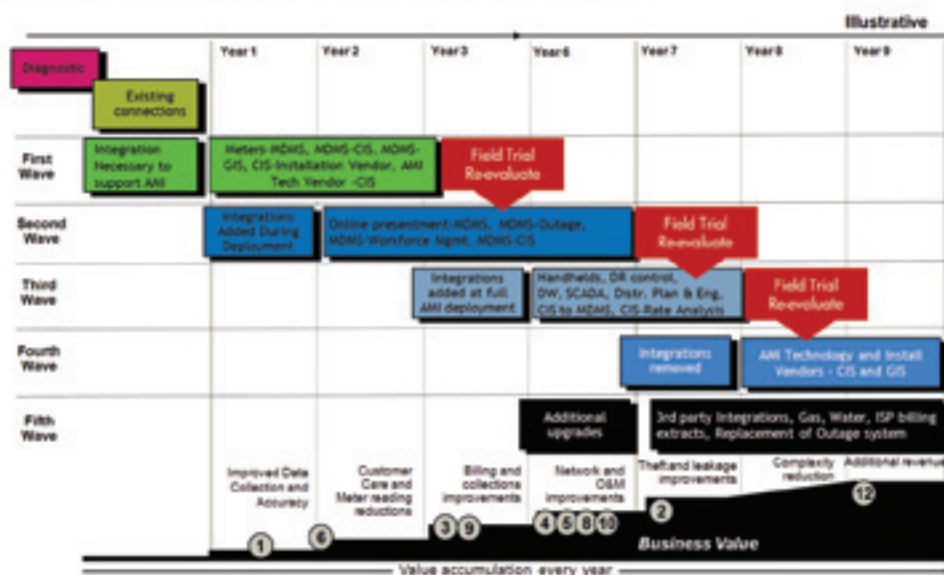 Illustrative
Year 1
Year 2
Year 3
Year 6
Year 7
Year 8
Year 9
Diagnostic
Existing
connections
First
Wave
Integration
Necessary to
support AMI
Meters-MDMS, MDMS-CIS, MDMS-
GIS, CIS-Installation Vendor, AMI
Tech Vendor -CIS
Field Trial
Re-evaluate
Second
Wave
Integrations
Added During
Deployment
Online presentment-MDMS, MDMS-Outage,
MDMS-Workforce Mgmt, MDMS-CIS
Field Trial
Re-evaluate
Third
Wave
Integrations
added at full
AMI deployment
Handhelds, DR control,
DW, SCADA, Distr. Plan & Eng,
CIS to MDMS, CIS-Rate Analysis
Field Trial
Re-evaluate
Fourth
Wave
Integrations
removed
AMI Technology and Install
Vendors - CIS and GIS
Fifth
Wave
Additional
upgrades
3rd party Integrations, Gas, Water, ISP billing
extracts, Replacement of Outage system
Improved Data
Collection and
Accuracy
Customer
Care and
Meter reading
reductions
Billing and
collections
improvements
Network and
O&M
improvements
Theft and leakage
improvements
Complexity
reduction
Additional revenue
1
6
3 9
4 5 8 10
2
12
Business Value
Value accumulation every year